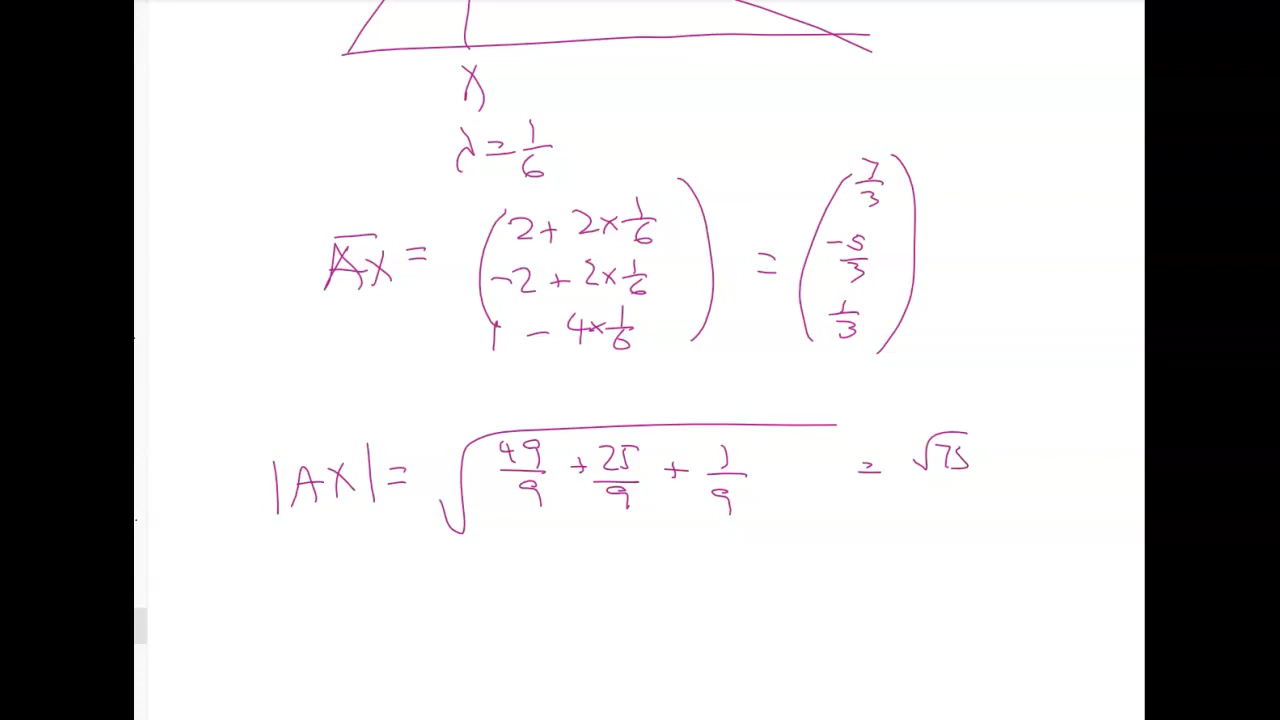 X
λ = 1/6
AX = (2 + 2×1/6, -2 + 2×1/6, 1 - 4×1/6) = (7/3, -5/3, 1/3)
|AX| = √(49/9 + 25/9 + 1/9) = √75